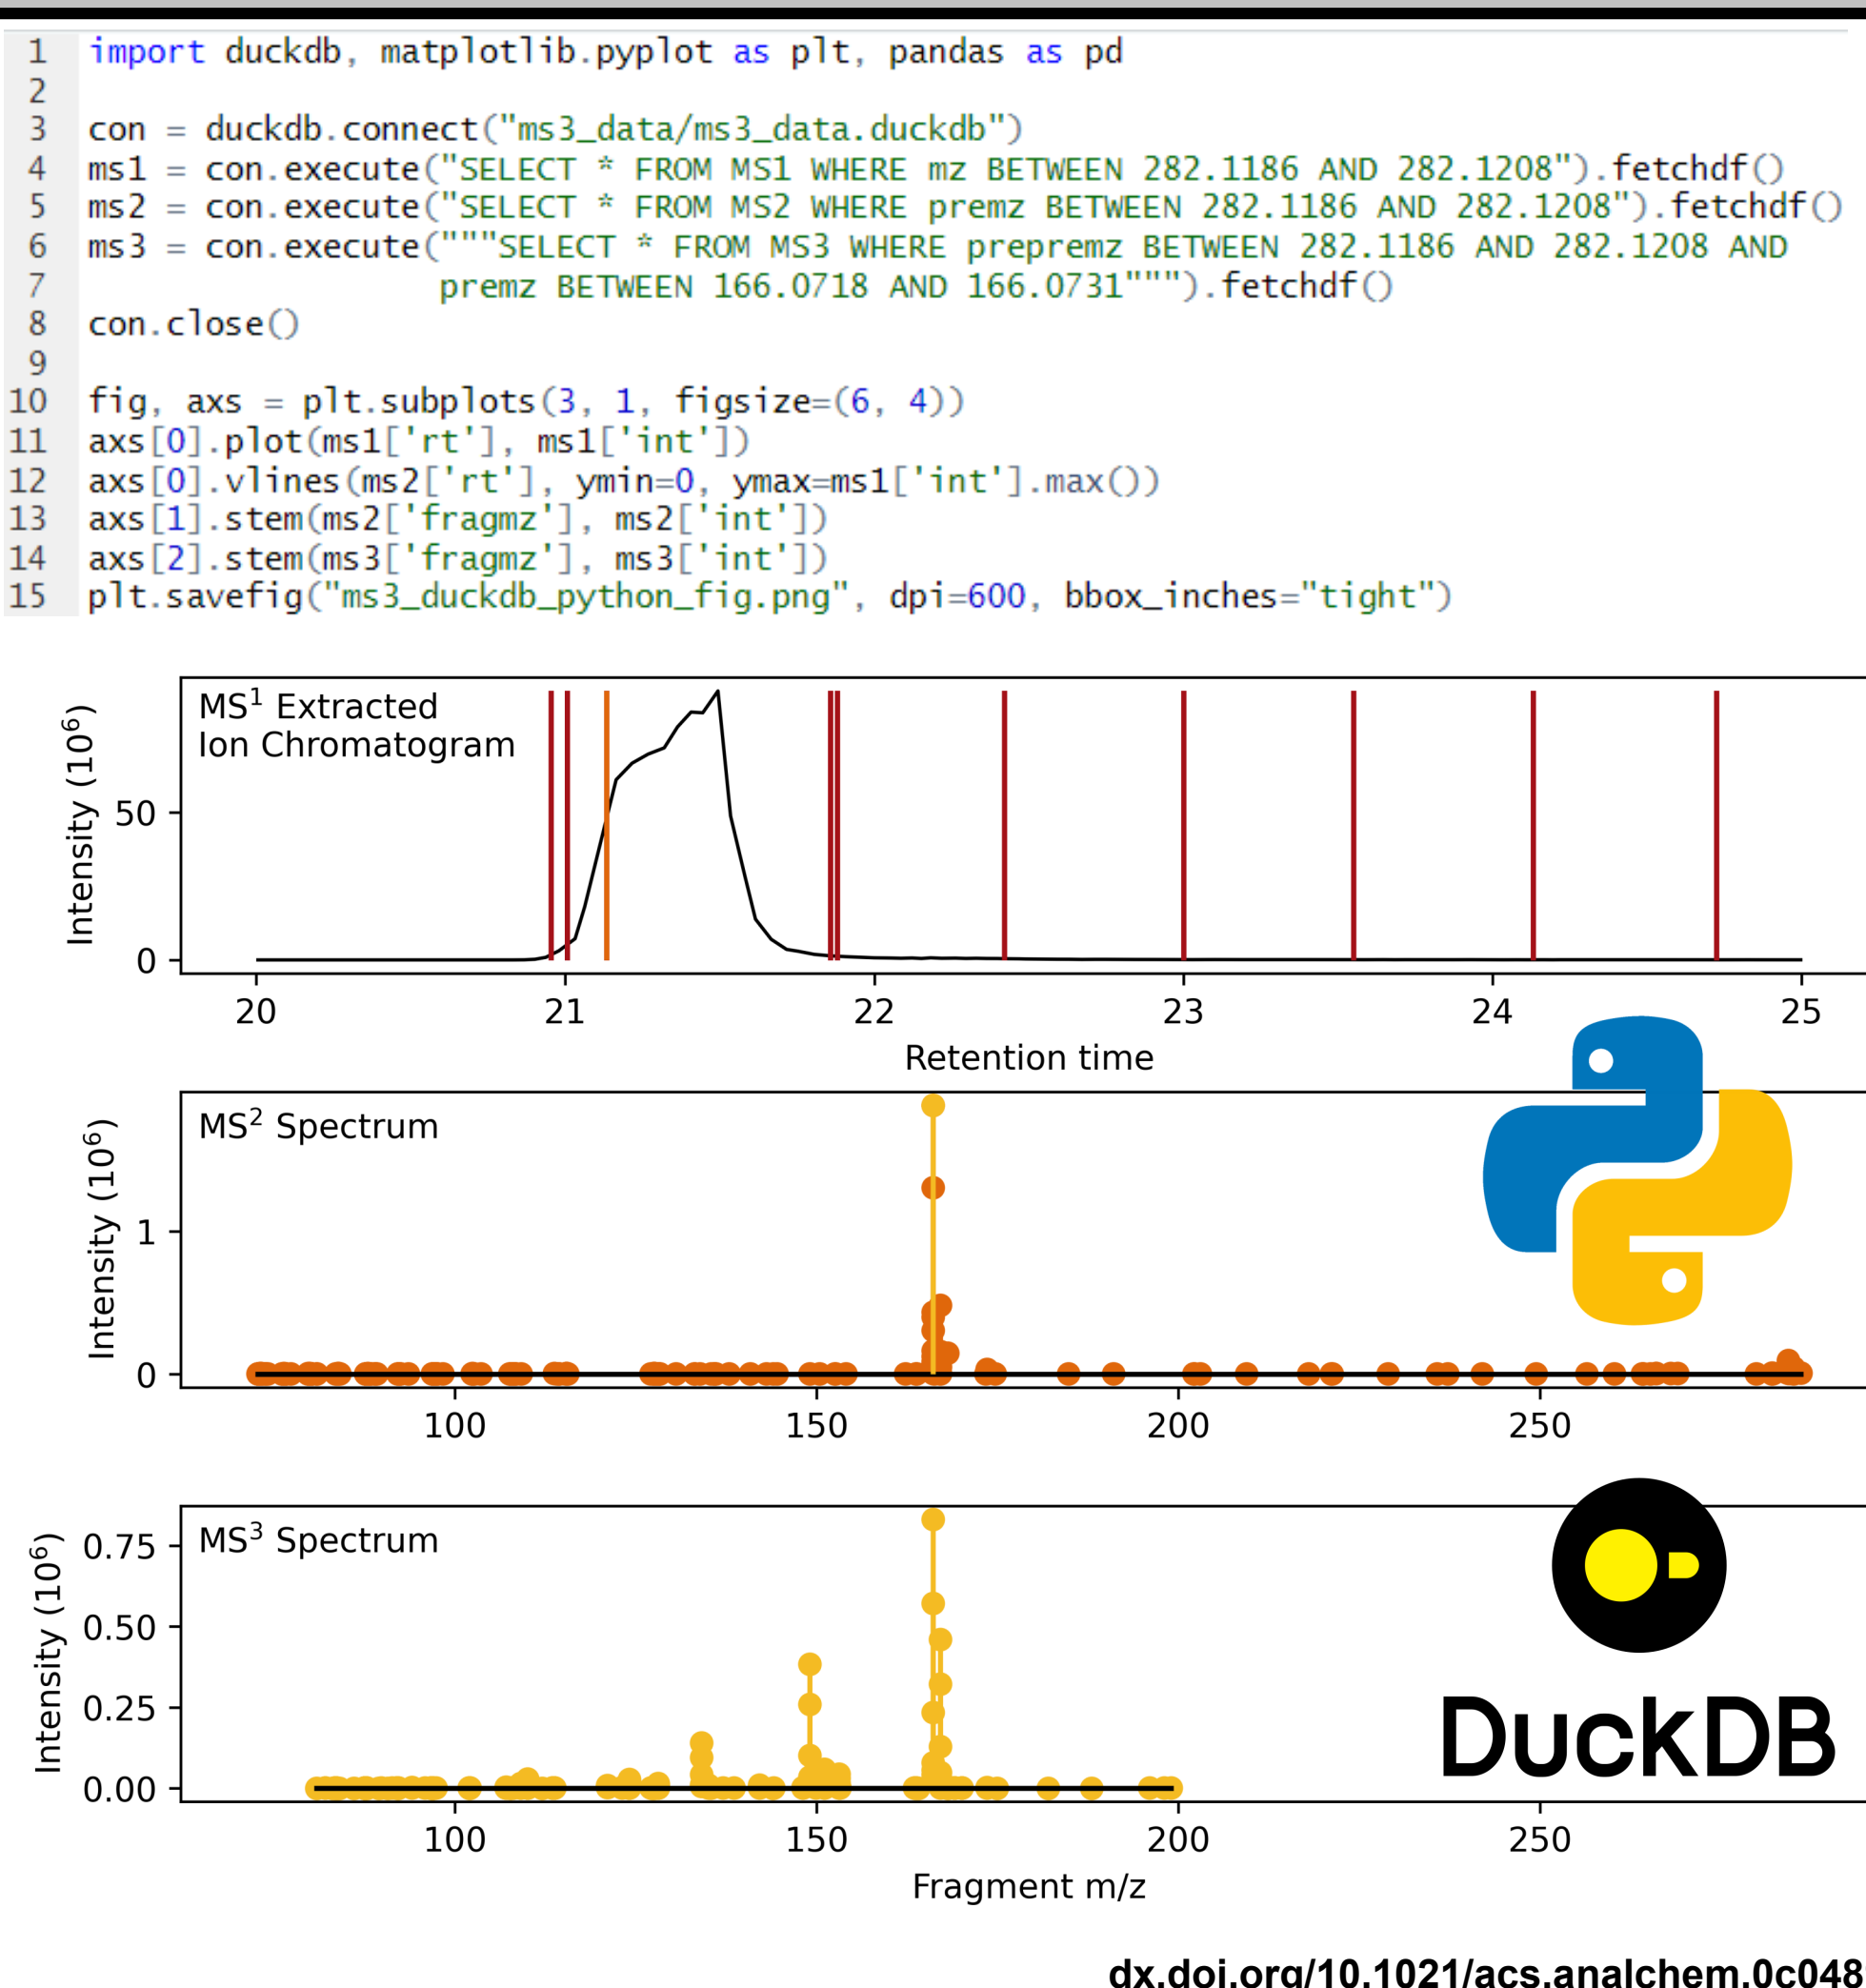 1 import duckdb, matplotlib.pyplot as plt, pandas as pd
2
3 con = duckdb.connect("ms3_data/ms3_data.duckdb")
4 ms1 = con.execute("SELECT * FROM MS1 WHERE mz BETWEEN 282.1186 AND 282.1208").fetchdf()
5 ms2 = con.execute("SELECT * FROM MS2 WHERE premz BETWEEN 282.1186 AND 282.1208").fetchdf()
6 ms3 = con.execute("""SELECT * FROM MS3 WHERE prepremz BETWEEN 282.1186 AND 282.1208 AND
7 premz BETWEEN 166.0718 AND 166.0731""").fetchdf()
8 con.close()
9
10 fig, axs = plt.subplots(3, 1, figsize=(6, 4))
11 axs[0].plot(ms1['rt'], ms1['int'])
12 axs[0].vlines(ms2['rt'], ymin=0, ymax=ms1['int'].max())
13 axs[1].stem(ms2['fragmz'], ms2['int'])
14 axs[2].stem(ms3['fragmz'], ms3['int'])
15 plt.savefig("ms3_duckdb_python_fig.png", dpi=600, bbox_inches="tight")
MS¹ Extracted
Ion Chromatogram
Intensity (10⁶)
50
0
20 21 22 23 24 25
Retention time
MS² Spectrum
Intensity (10⁶)
1
0
100 150 200 250
MS³ Spectrum
Intensity (10⁶)
0.75
0.50
0.25
0.00
100 150 200 250
Fragment m/z
DuckDB
dx.doi.org/10.1021/acs.analchem.0c048